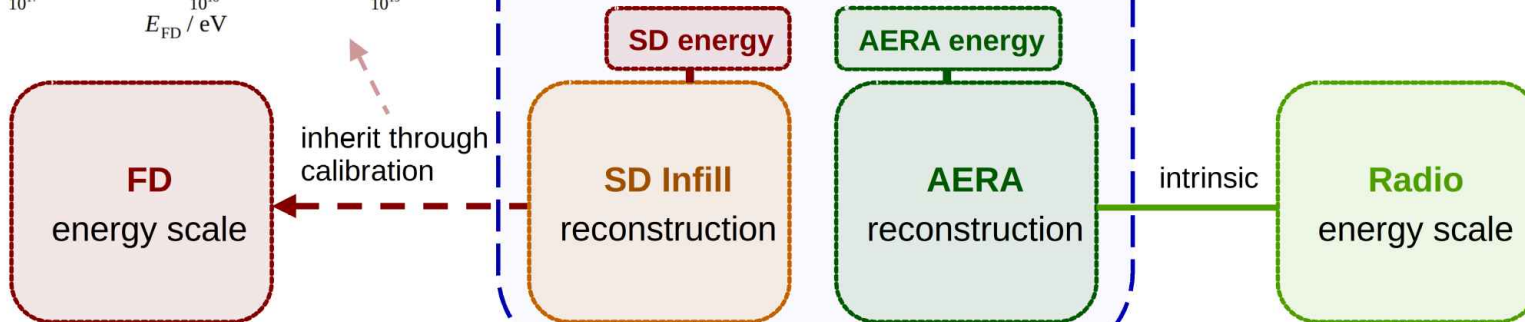 E_FD / eV
SD energy
AERA energy
inherit through
calibration
FD
energy scale
SD Infill
reconstruction
AERA
reconstruction
intrinsic
Radio
energy scale